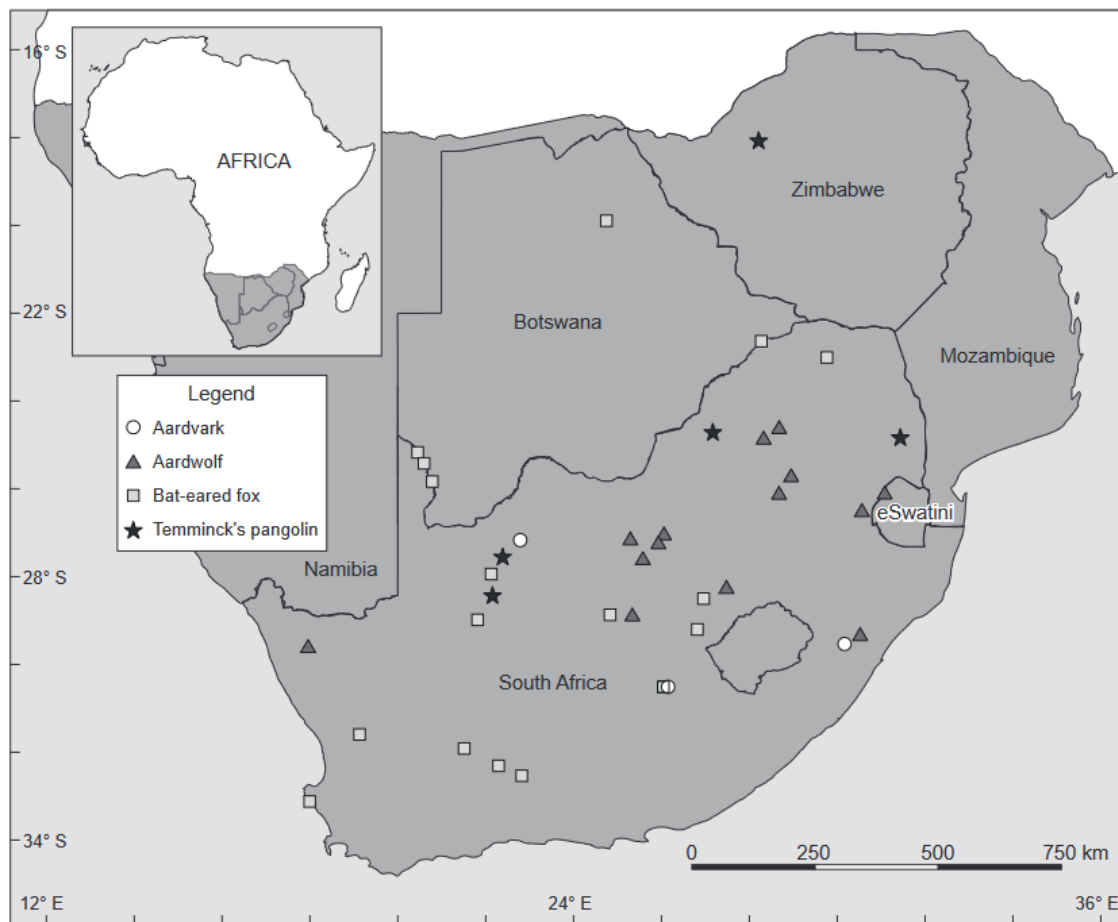 16° S
AFRICA
Zimbabwe
22° S
Botswana
Mozambique
Legend
Aardvark
Aardwolf
Bat-eared fox
Temminck's pangolin
eSwatini
Namibia
28° S
South Africa
34° S
0 250 500 750 km
12° E 24° E 36° E